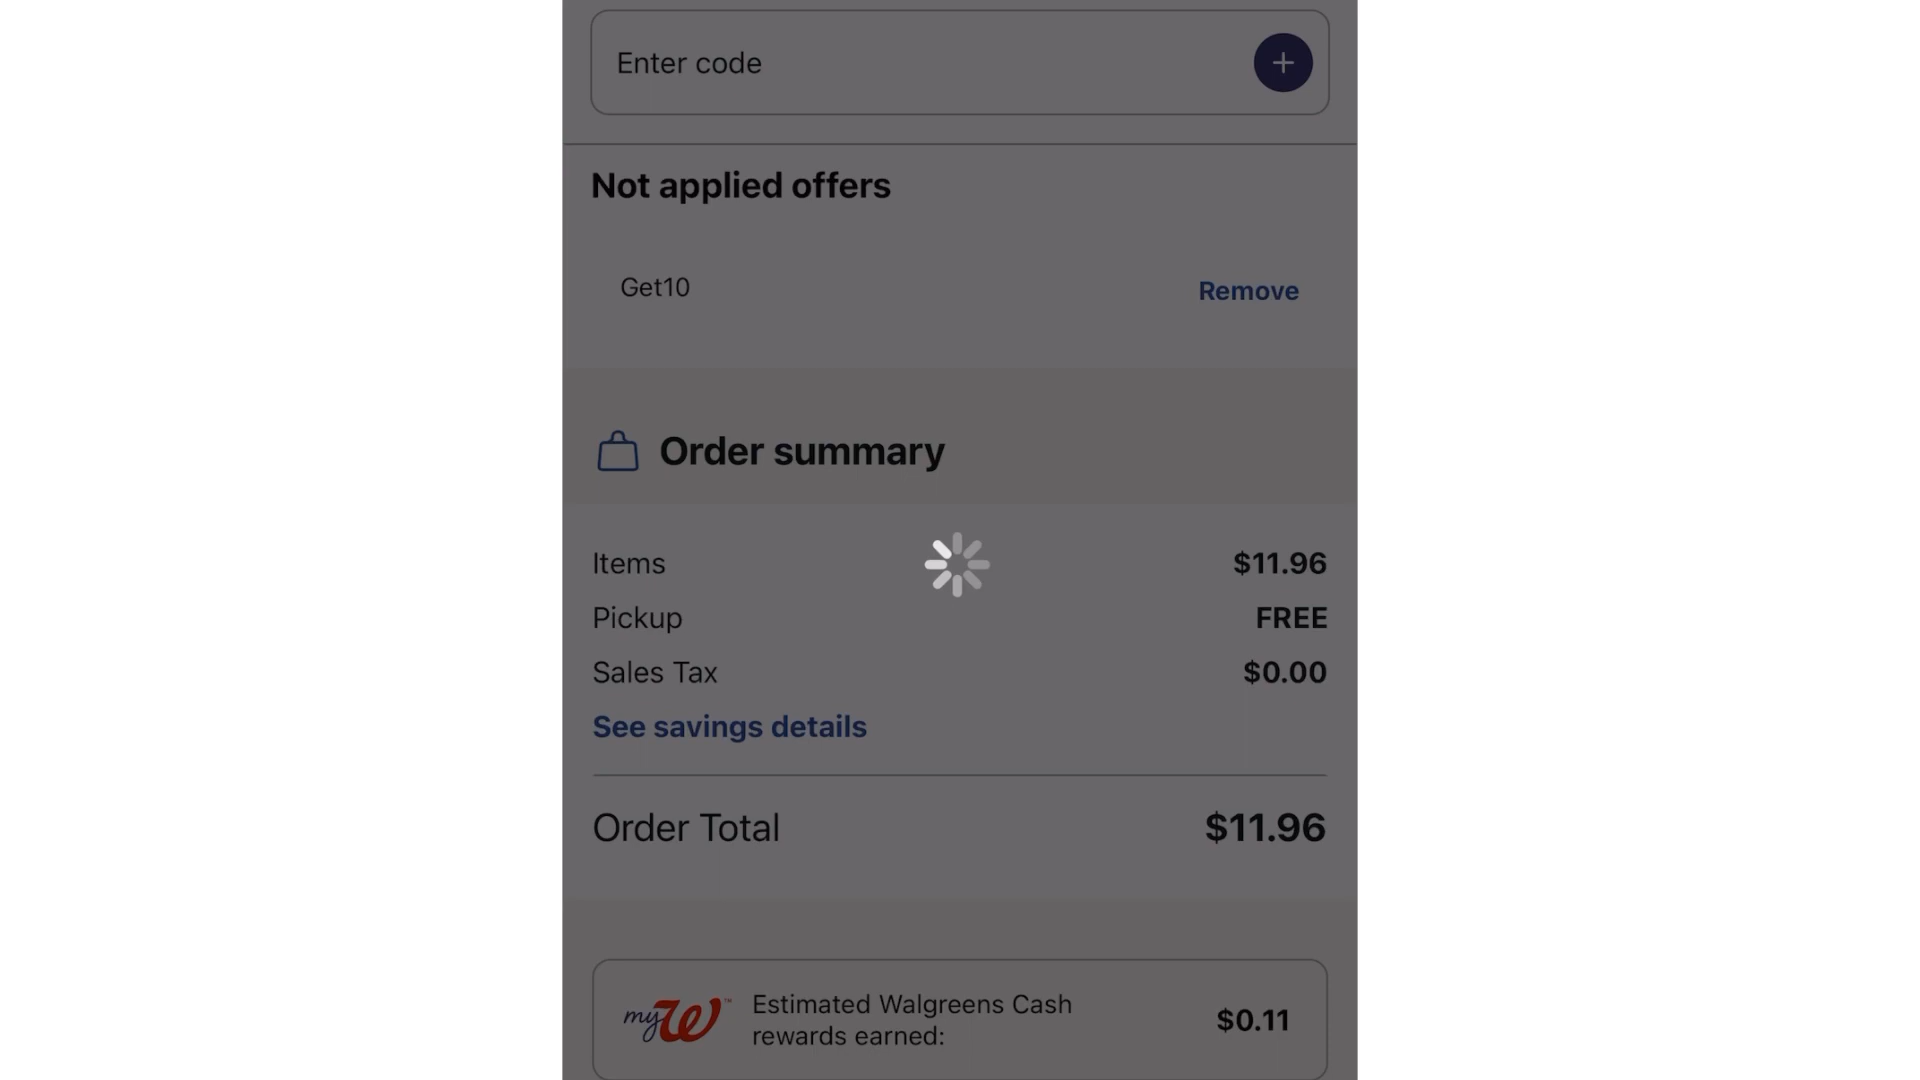 Enter code
Not applied offers
Get10 Remove
Order summary
Items $11.96
Pickup FREE
Sales Tax $0.00
See savings details
Order Total $11.96
myW™ Estimated Walgreens Cash
rewards earned: $0.11